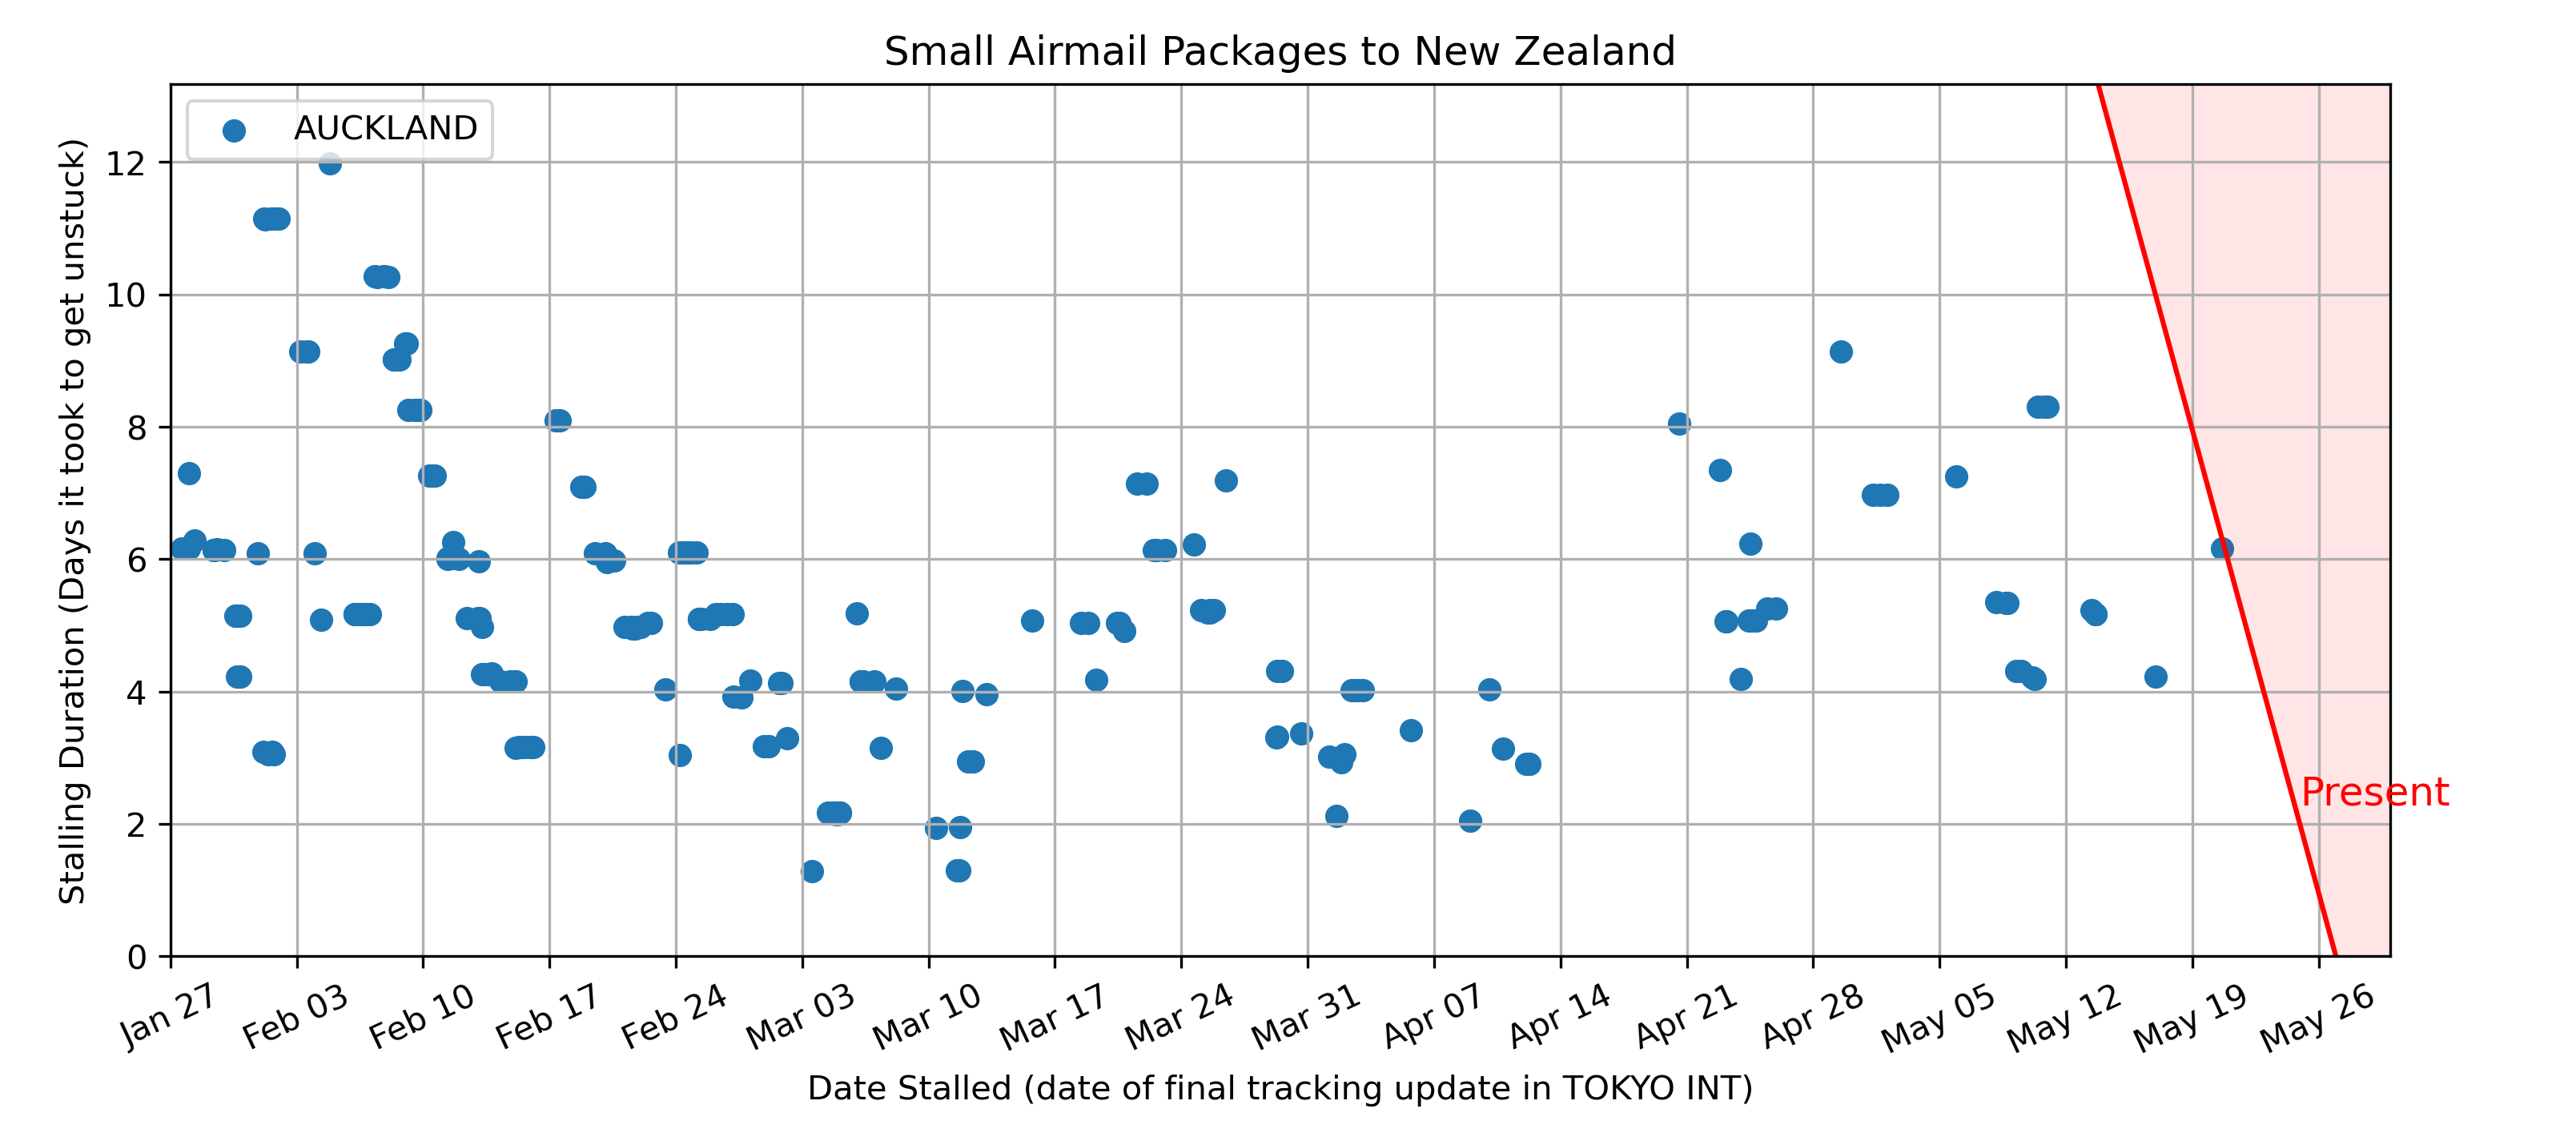 Small Airmail Packages to New Zealand
AUCKLAND
Stalling Duration (Days it took to get unstuck)
12
10
8
6
4
2
0
Present
Jan 27
Feb 03
Feb 10
Feb 17
Feb 24
Mar 03
Mar 10
Mar 17
Mar 24
Mar 31
Apr 07
Apr 14
Apr 21
Apr 28
May 05
May 12
May 19
May 26
Date Stalled (date of final tracking update in TOKYO INT)